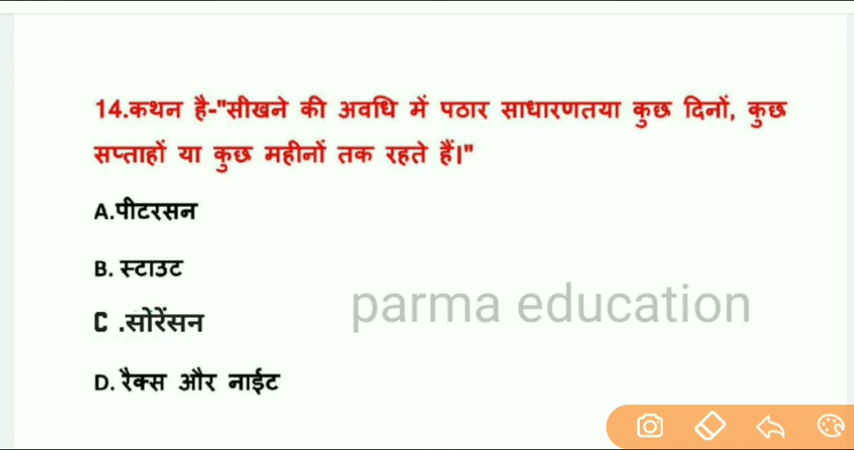 14.कथन है-"सीखने की अवधि में पठार साधारणतया कुछ दिनों, कुछ
सप्ताहों या कुछ महीनों तक रहते हैं।"
A.पीटरसन
B. स्टाउट
parma education
C .सोरेंसन
D. रैक्स और नाईट